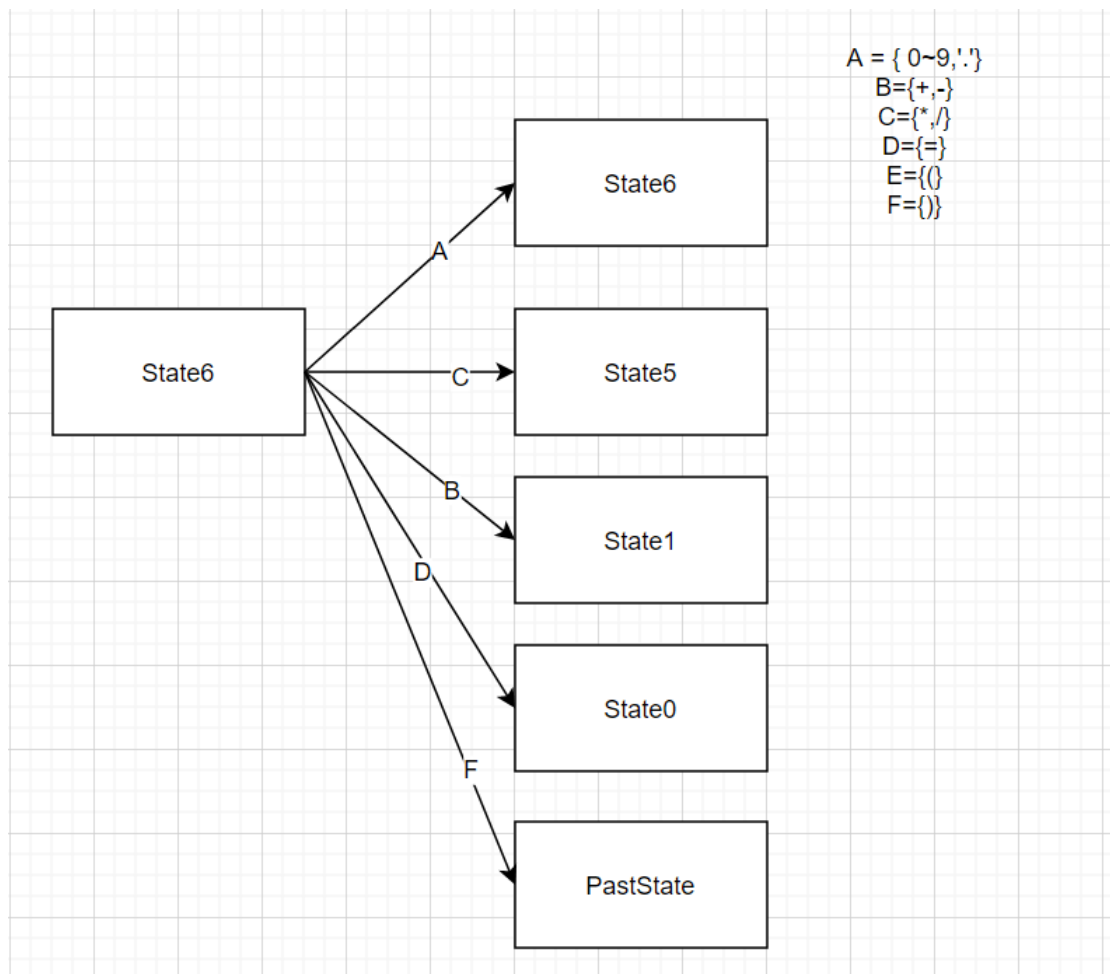 A = { 0~9,'.'}
B={+,-}
C={*,/}
D={=}
E={(}
F={)}
State6
A
State6
C
State5
B
State1
D
State0
F
PastState